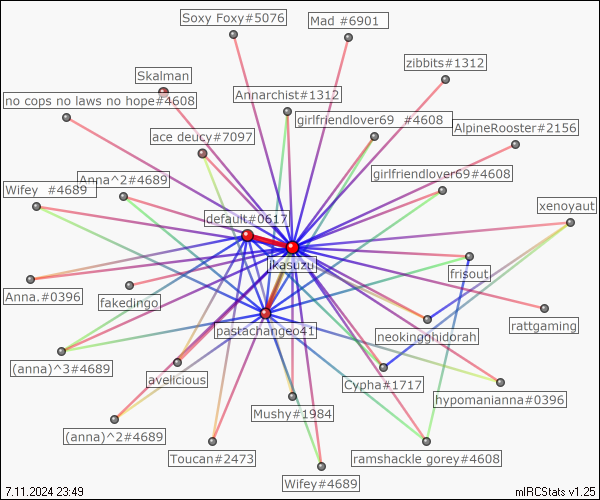 Soxy Foxy#5076
Mad #6901
zibbits#1312
Skalman
no cops no laws no hope#4608
Annarchist#1312
girlfriendlover69 #4608
AlpineRooster#2156
ace deucy#7097
Anna^2#4689
Wifey #4689
girlfriendlover69#4608
xenoyaut
default#0617
jkasuzu
frisout
Anna.#0396
fakedingo
pastachangeo41
neokingghidorah
rattgaming
(anna)^3#4689
avelicious
Cypha#1717
hypomanianna#0396
Mushy#1984
(anna)^2#4689
Toucan#2473
ramshackle gorey#4608
Wifey#4689
7.11.2024 23:49
mIRCStats v1.25